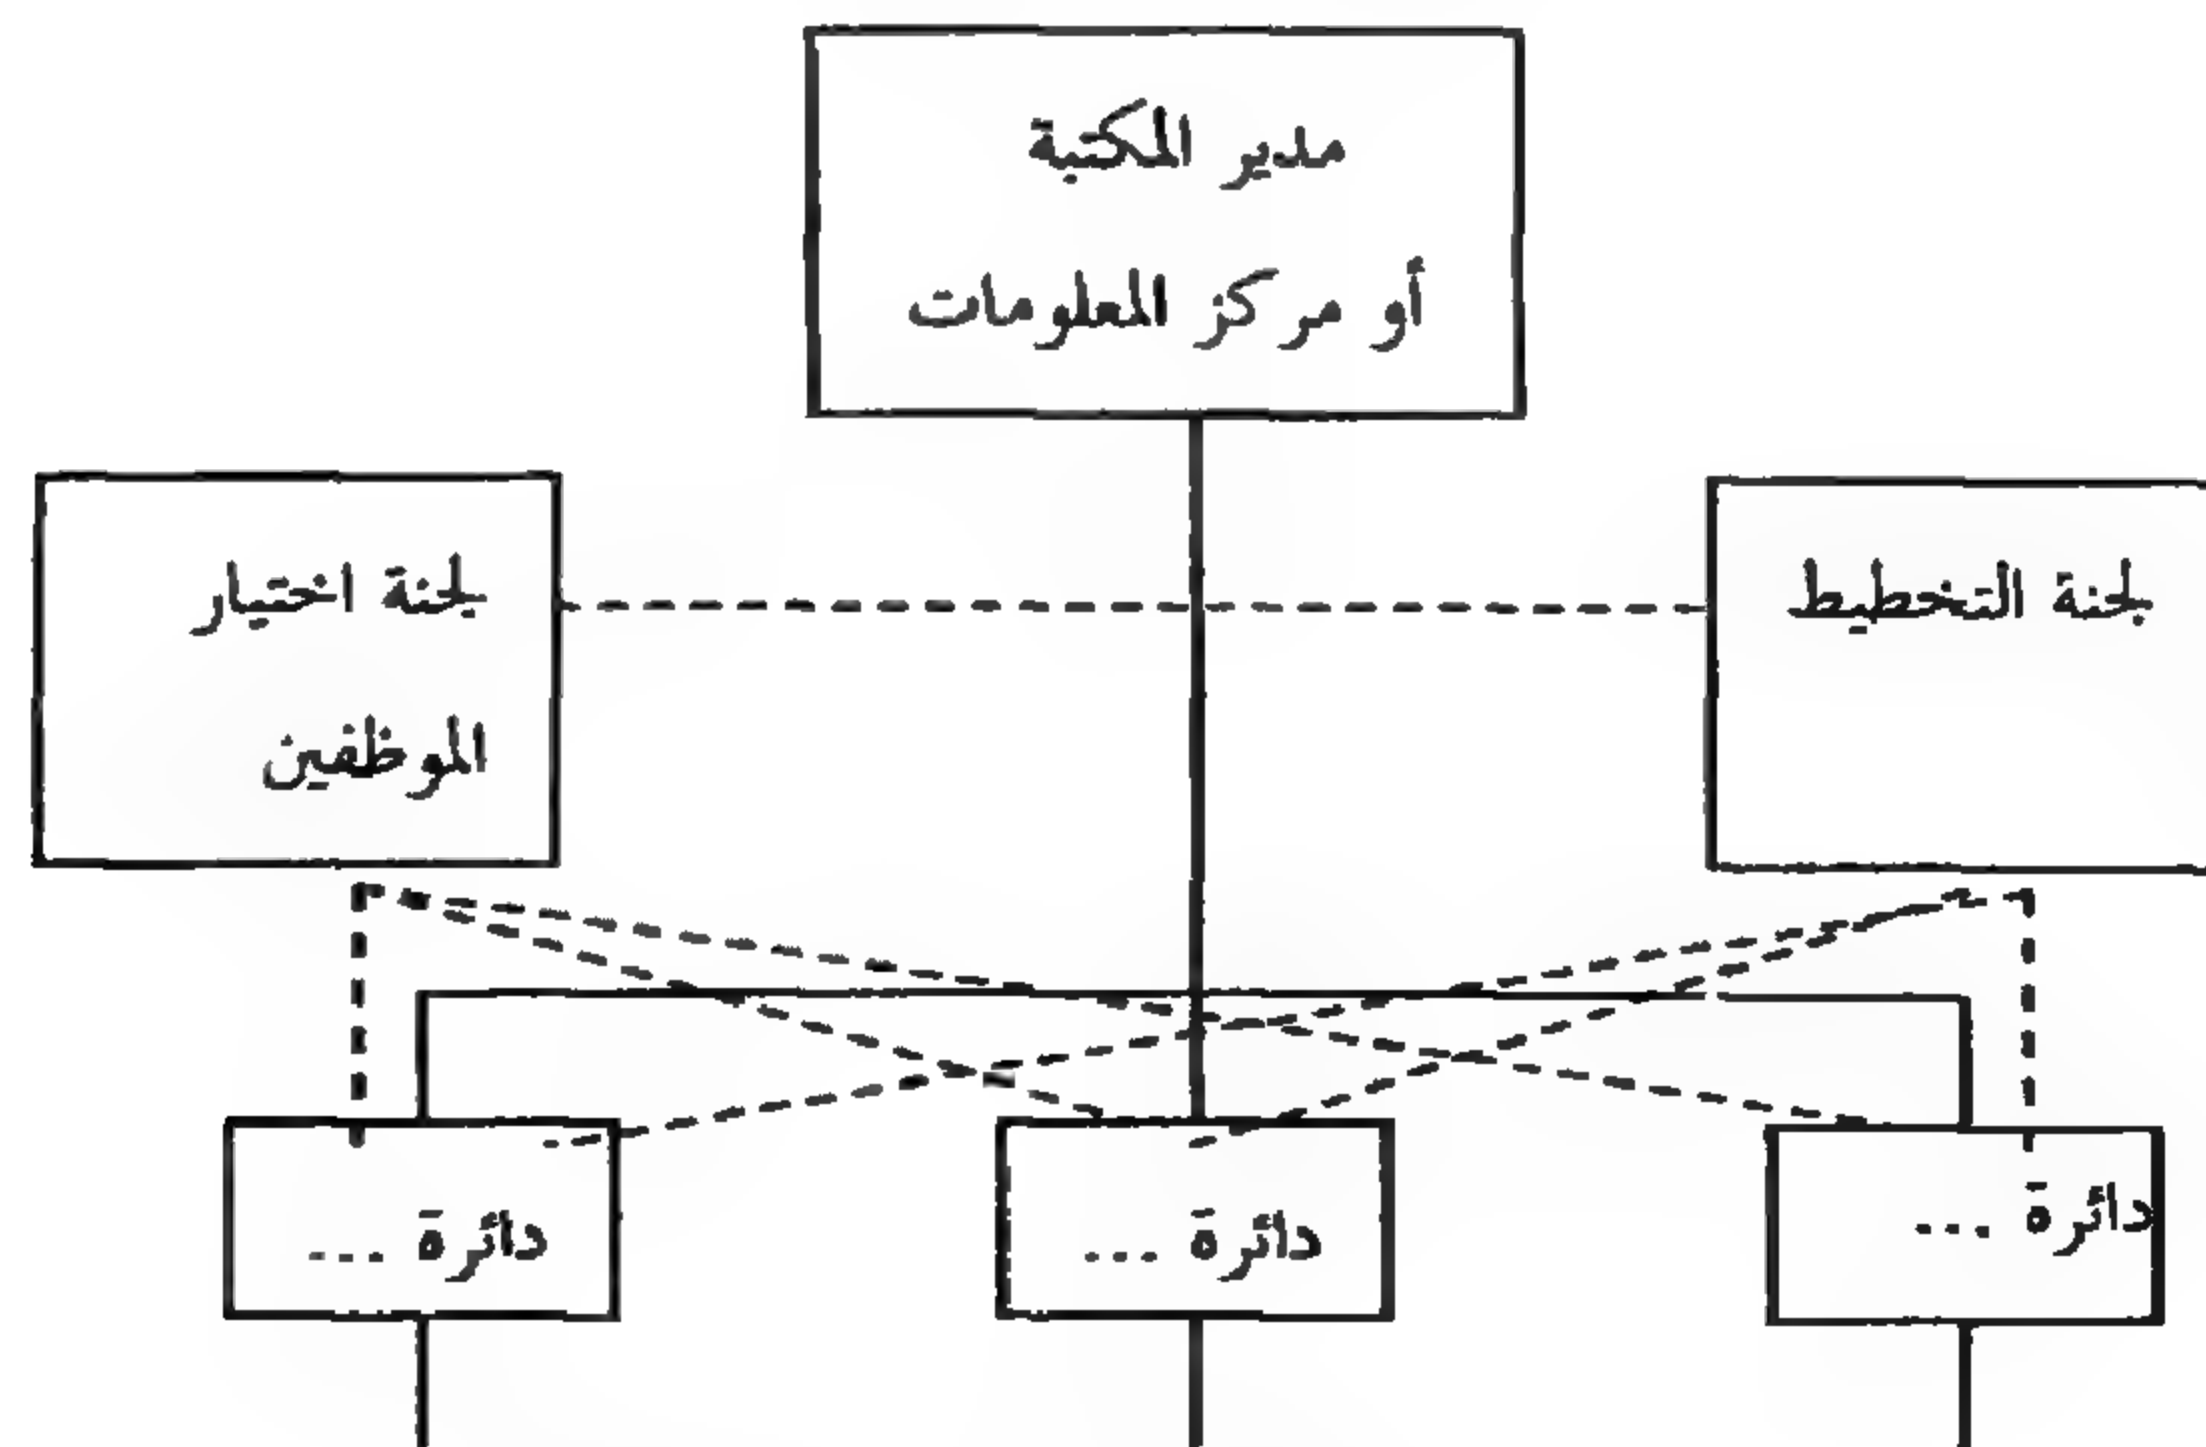 مدير المكتبة
أو مركز المعلومات
لجنة التخطيط
لجنة اختيار
الموظفين
دائرة ...
دائرة ...
دائرة ...